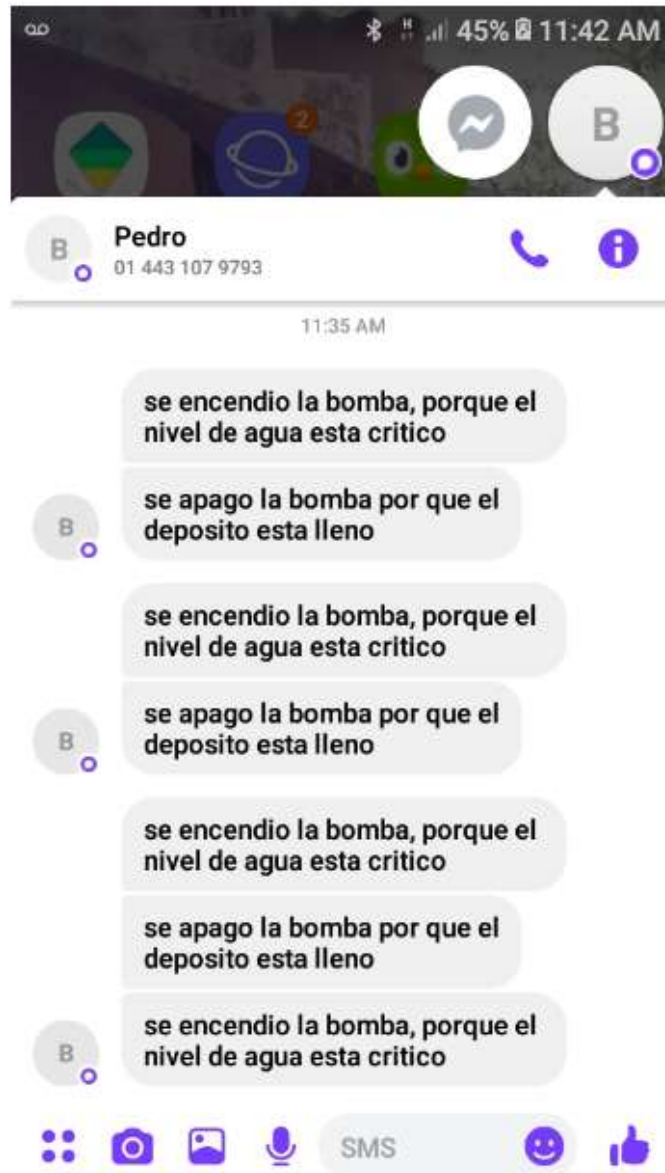 45% 11:42 AM
2
B
B
Pedro
01 443 107 9793
11:35 AM
se encendio la bomba, porque el
nivel de agua esta critico
se apago la bomba por que el
deposito esta lleno
B
se encendio la bomba, porque el
nivel de agua esta critico
se apago la bomba por que el
deposito esta lleno
B
se encendio la bomba, porque el
nivel de agua esta critico
se apago la bomba por que el
deposito esta lleno
se encendio la bomba, porque el
nivel de agua esta critico
B
SMS